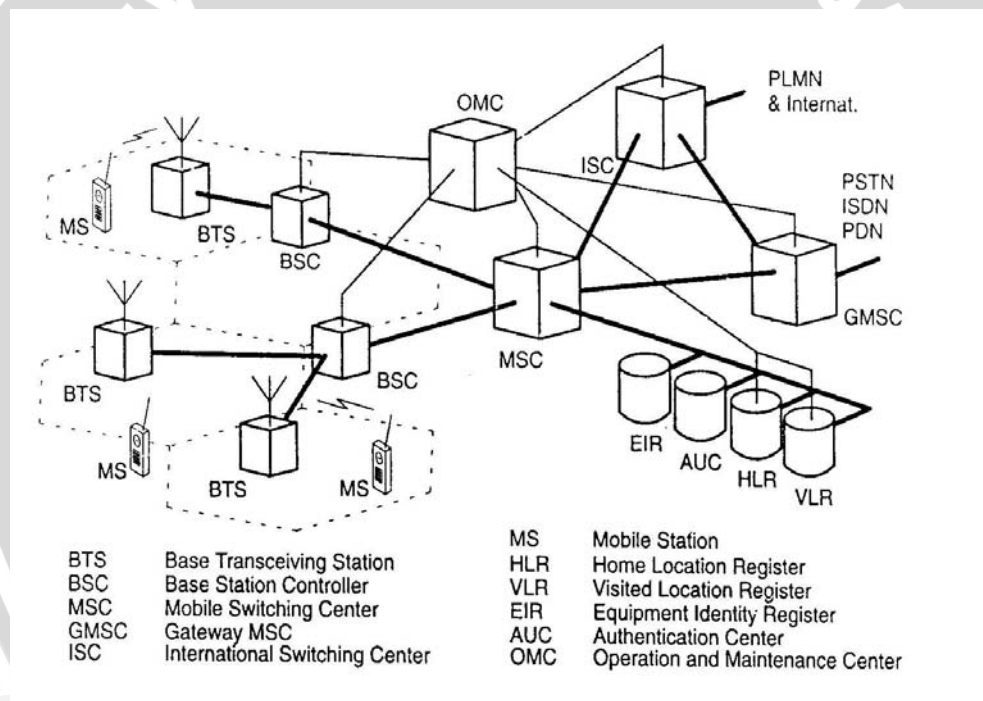 PLMN
& Internat.
OMC
ISC
PSTN
ISDN
PDN
MS
BTS
BSC
GMSC
MSC
BTS
BSC
EIR
AUC
HLR
VLR
MS
BTS
MS
BTS Base Transceiving Station
BSC Base Station Controller
MSC Mobile Switching Center
GMSC Gateway MSC
ISC International Switching Center
MS Mobile Station
HLR Home Location Register
VLR Visited Location Register
EIR Equipment Identity Register
AUC Authentication Center
OMC Operation and Maintenance Center